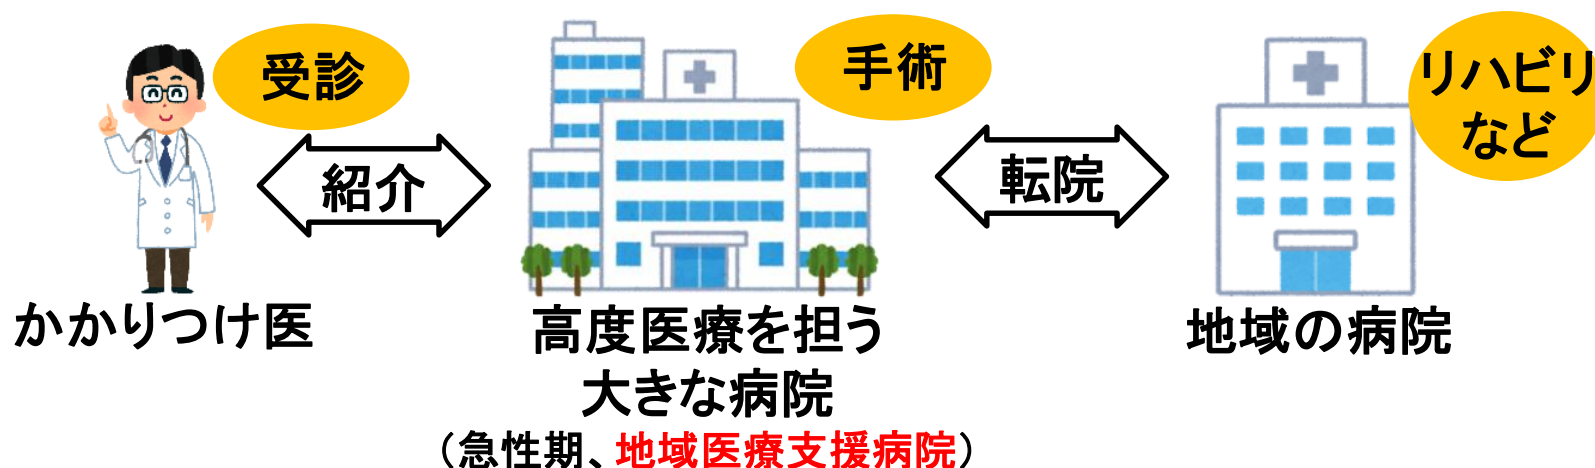 受診
手術
リハビリ
など
紹介
転院
かかりつけ医
高度医療を担う
大きな病院
（急性期、地域医療支援病院）
地域の病院